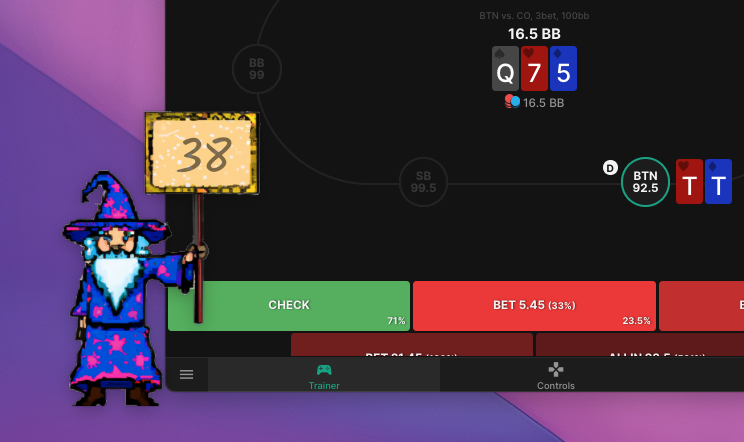 BTN vs. CO, 3bet, 100bb
16.5 BB
Q 7 5
16.5 BB
BB
99
38
SB
99.5
D
BTN
92.5
T T
CHECK
71%
BET 5.45 (33%)
23.5%
Trainer
Controls